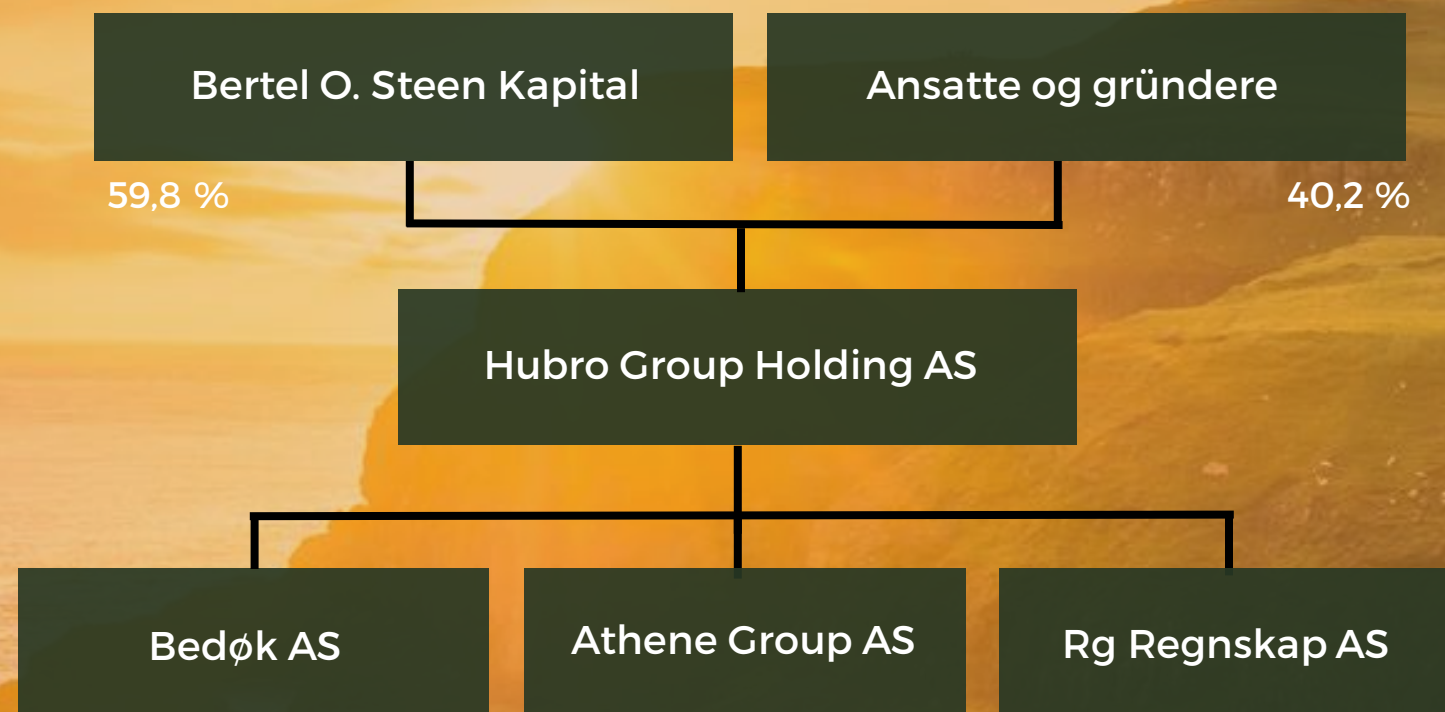 Bertel O. Steen Kapital
Ansatte og gründere
59,8 %
40,2 %
Hubro Group Holding AS
Bedøk AS
Athene Group AS
Rg Regnskap AS